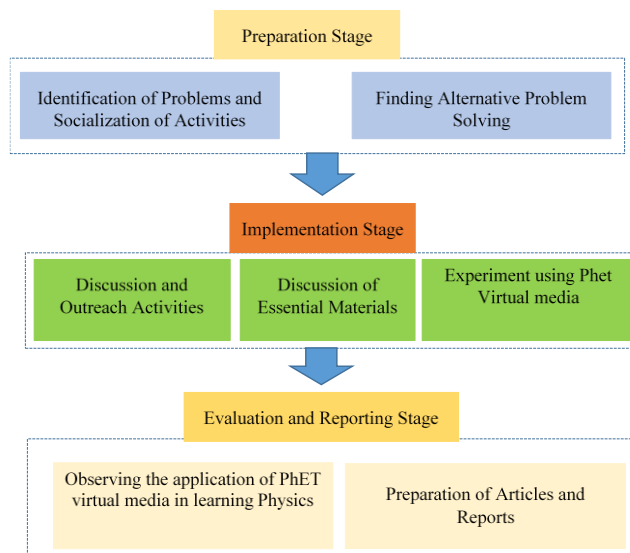 Preparation Stage
Identification of Problems and
Socialization of Activities
Finding Alternative Problem
Solving
Implementation Stage
Discussion and
Outreach Activities
Discussion of
Essential Materials
Experiment using Phet
Virtual media
Evaluation and Reporting Stage
Observing the application of PhET
virtual media in learning Physics
Preparation of Articles and
Reports